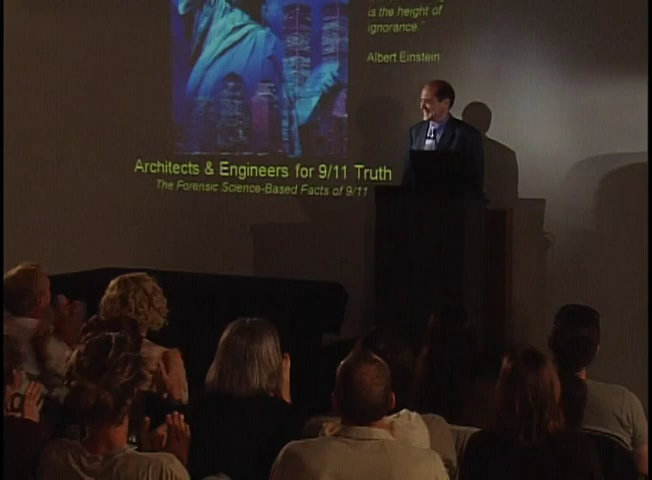 is the height of
ignorance."
Albert Einstein
Architects & Engineers for 9/11 Truth
The Forensic Science-Based Facts of 9/11